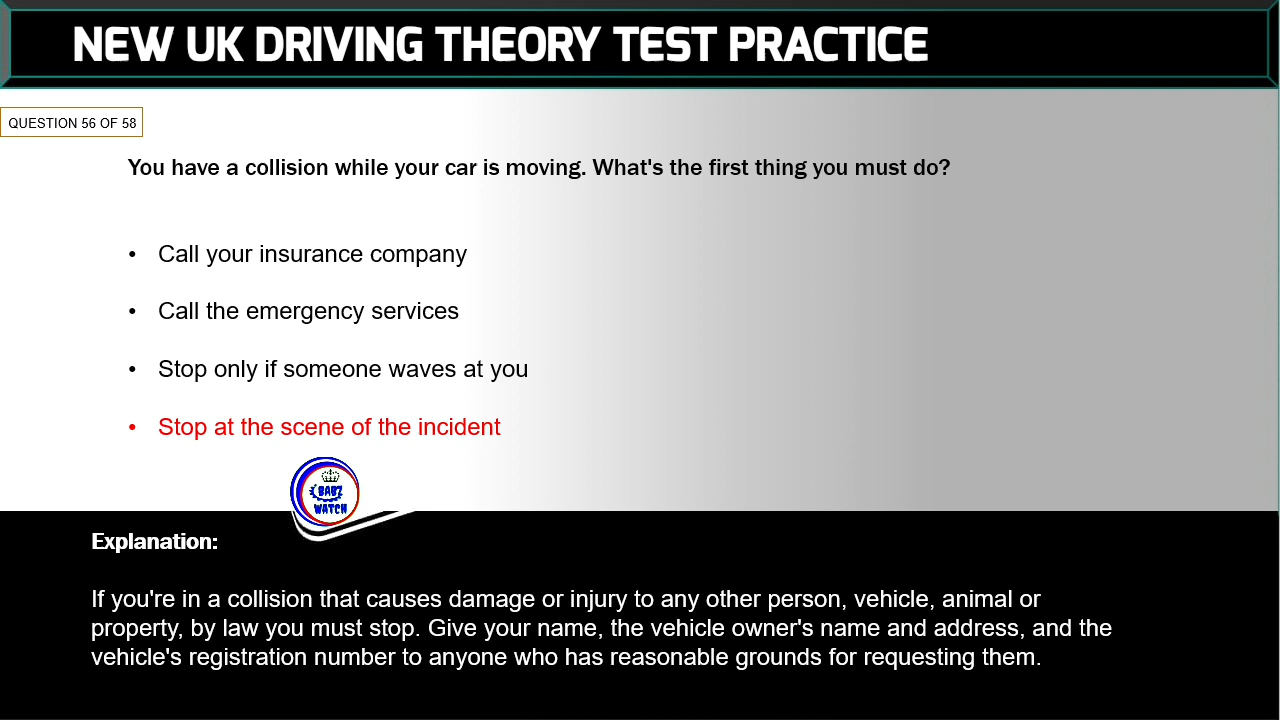 NEW UK DRIVING THEORY TEST PRACTICE
QUESTION 56 OF 58
You have a collision while your car is moving. What's the first thing you must do?
• Call your insurance company
• Call the emergency services
• Stop only if someone waves at you
• Stop at the scene of the incident
BABZ
WATCH
Explanation:
If you're in a collision that causes damage or injury to any other person, vehicle, animal or
property, by law you must stop. Give your name, the vehicle owner's name and address, and the
vehicle's registration number to anyone who has reasonable grounds for requesting them.